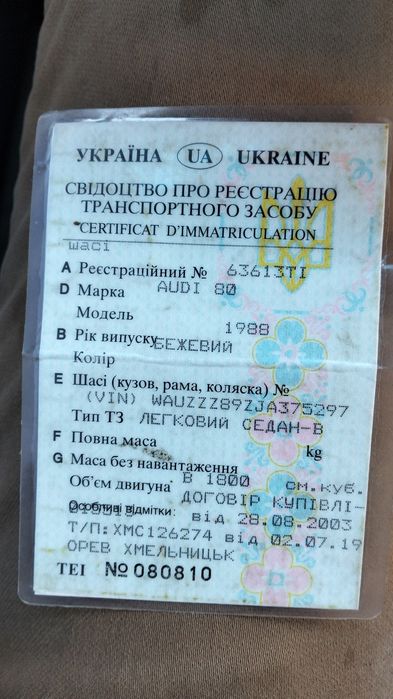 УКРАЇНА UA UKRAINE
СВІДОЦТВО ПРО РЕЄСТРАЦІЮ
ТРАНСПОРТНОГО ЗАСОБУ
CERTIFICAT D'IMMATRICULATION
шасі
A Реєстраційний № 63613ТІ
D Марка AUDI 80
Модель
B Рік випуску 1988
Колір БЕЖЕВИЙ
E Шасі (кузов, рама, коляска) №
(VIN) WAUZZZ89ZJA375297
Тип ТЗ ЛЕГКОВИЙ СЕДАН-В
F Повна маса kg
G Маса без навантаження
Об'єм двигуна В 1800 см.куб.
Особливі відмітки: ДОГОВІР КУПІВЛІ-
від 28.08.2003
Т/П:ХМС126274 від 02.07.19
ОРЕВ ХМЕЛЬНИЦЬК
ТЕІ №080810